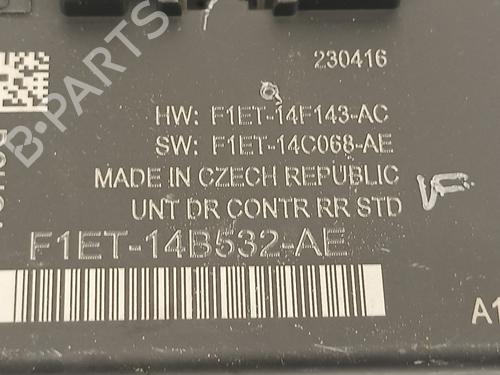 230416
HW: F1ET-14F143-AC
SW: F1ET-14C068-AE
MADE IN CZECH REPUBLIC
UNT DR CONTR RR STD
F1ET-14B532-AE
A1
B-PARTS